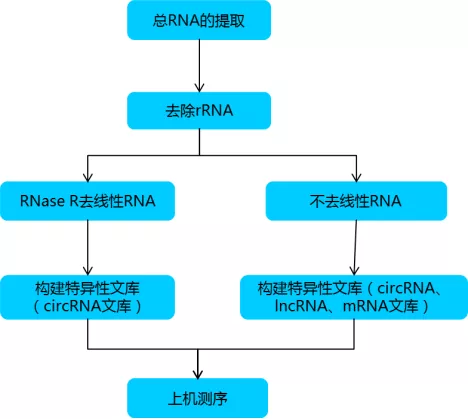 总RNA的提取
去除rRNA
RNase R去线性RNA
不去线性RNA
构建特异性文库
（circRNA文库）
构建特异性文库（circRNA、
lncRNA、mRNA文库）
上机测序